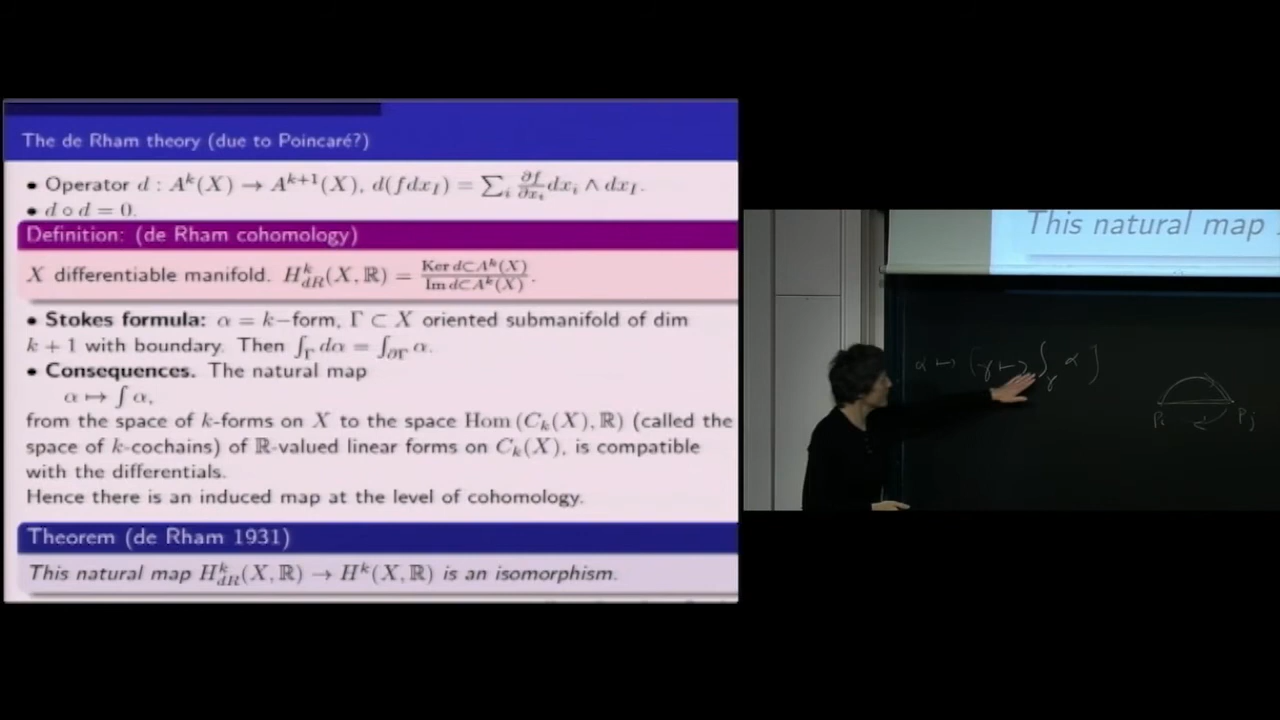 The de Rham theory (due to Poincaré?)
• Operator d : A^k(X) → A^{k+1}(X), d(fdx_I) = ∑_i ∂f/∂x_i dx_i ∧ dx_I.
• d ∘ d = 0.
Definition: (de Rham cohomology)
X differentiable manifold. H^k_{dR}(X, ℝ) = Ker d⊂A^k(X) / Im d⊂A^k(X).
• Stokes formula: α = k−form, Γ ⊂ X oriented submanifold of dim
k + 1 with boundary. Then ∫_Γ dα = ∫_{∂Γ} α.
• Consequences. The natural map
α ↦ ∫ α,
from the space of k-forms on X to the space Hom (C_k(X), ℝ) (called the
space of k-cochains) of ℝ-valued linear forms on C_k(X), is compatible
with the differentials.
Hence there is an induced map at the level of cohomology.
Theorem (de Rham 1931)
This natural map H^k_{dR}(X, ℝ) → H^k(X, ℝ) is an isomorphism.
This natural map
α ↦ (γ ↦ ∫_γ α ]
P_i P_j